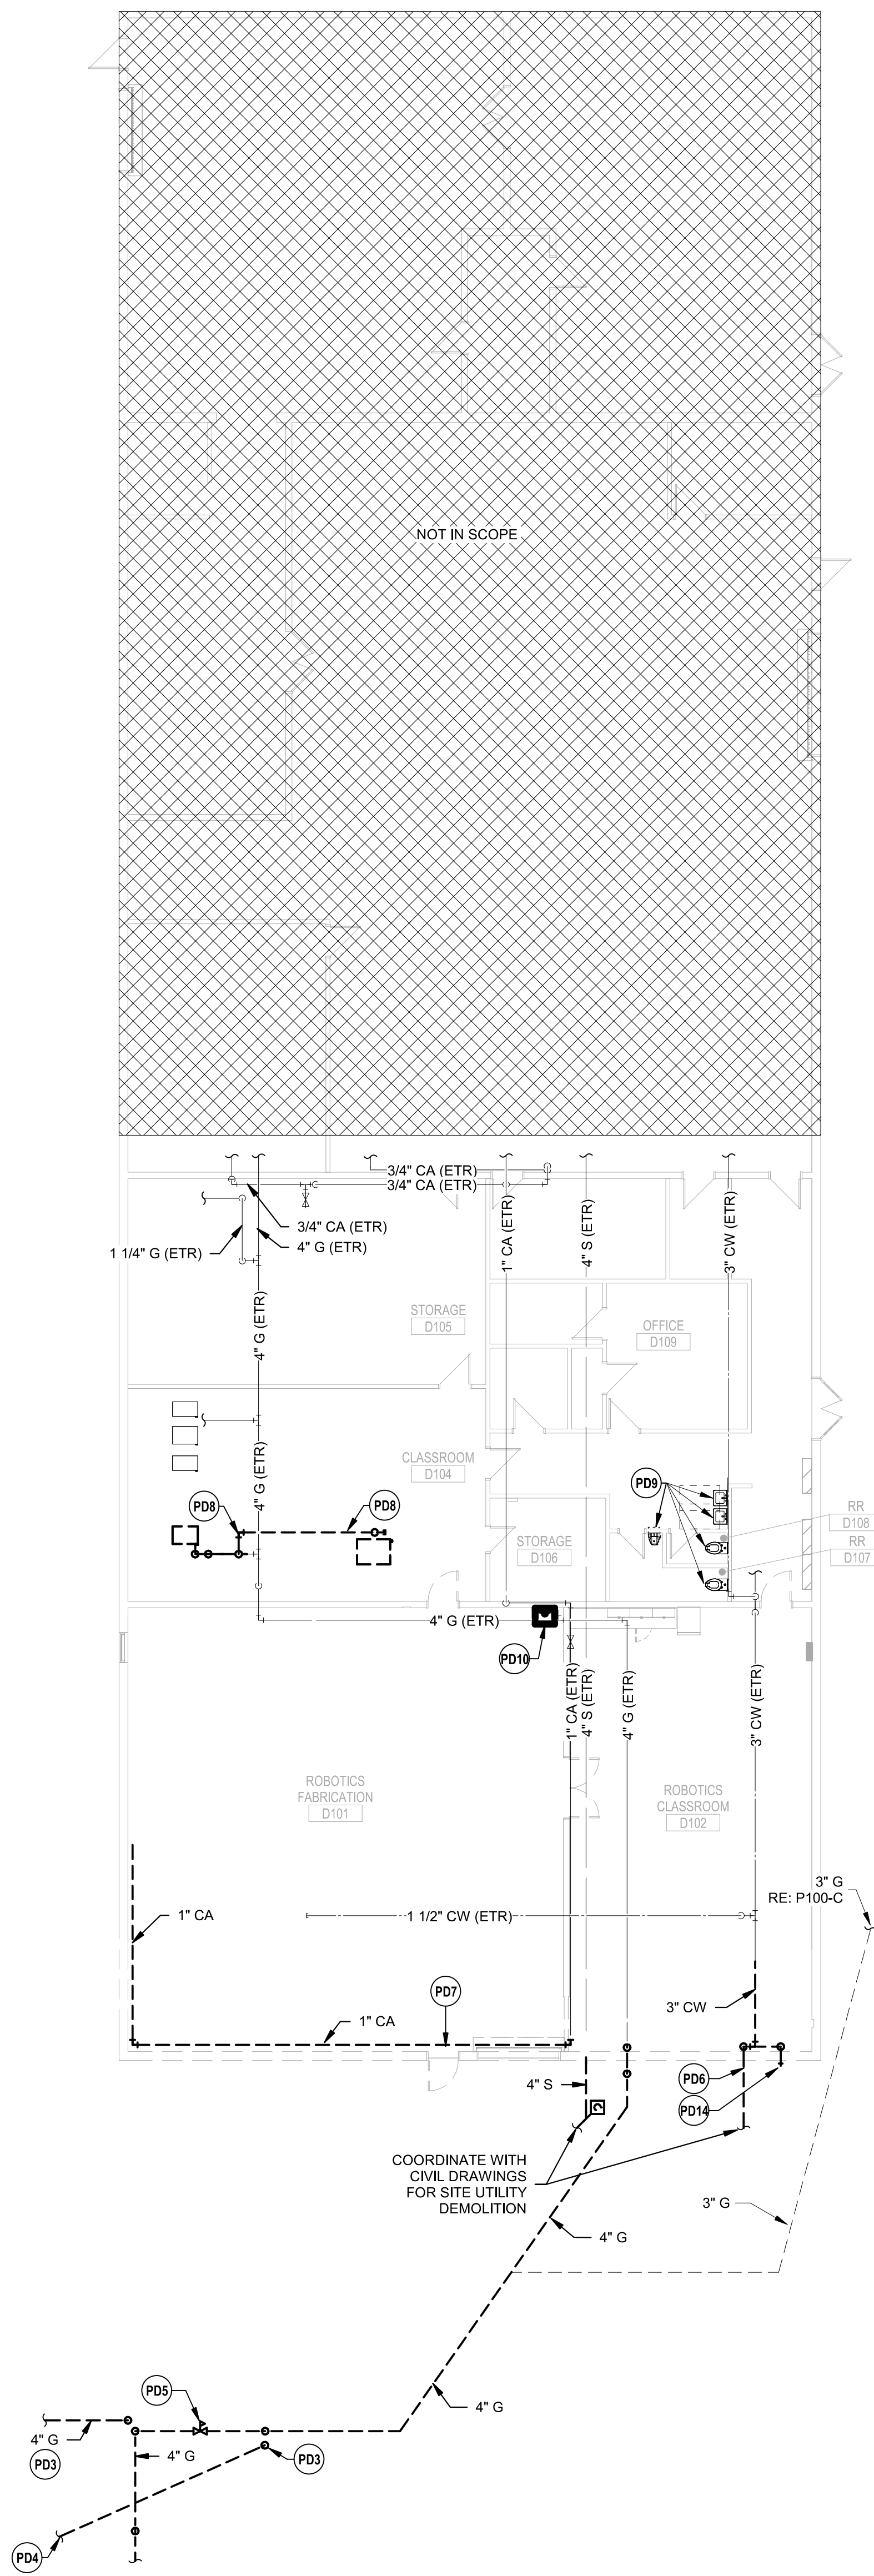 NOT IN SCOPE
3/4" CA (ETR)
3/4" CA (ETR)
3/4" CA (ETR)
4" G (ETR)
1 1/4" G (ETR)
1" CA (ETR)
4" S (ETR)
3" CW (ETR)
4" G (ETR)
STORAGE
D105
OFFICE
D109
4" G (ETR)
CLASSROOM
D104
PD8
PD8
PD9
STORAGE
D106
RR
D108
RR
D107
4" G (ETR)
PD10
1" CA (ETR)
4" S (ETR)
4" G (ETR)
3" CW (ETR)
ROBOTICS
FABRICATION
D101
ROBOTICS
CLASSROOM
D102
3" G
RE: P100-C
1" CA
1 1/2" CW (ETR)
PD7
1" CA
3" CW
4" S
PD6
PD14
COORDINATE WITH
CIVIL DRAWINGS
FOR SITE UTILITY
DEMOLITION
3" G
4" G
PD5
4" G
4" G
PD3
4" G
PD3
PD4